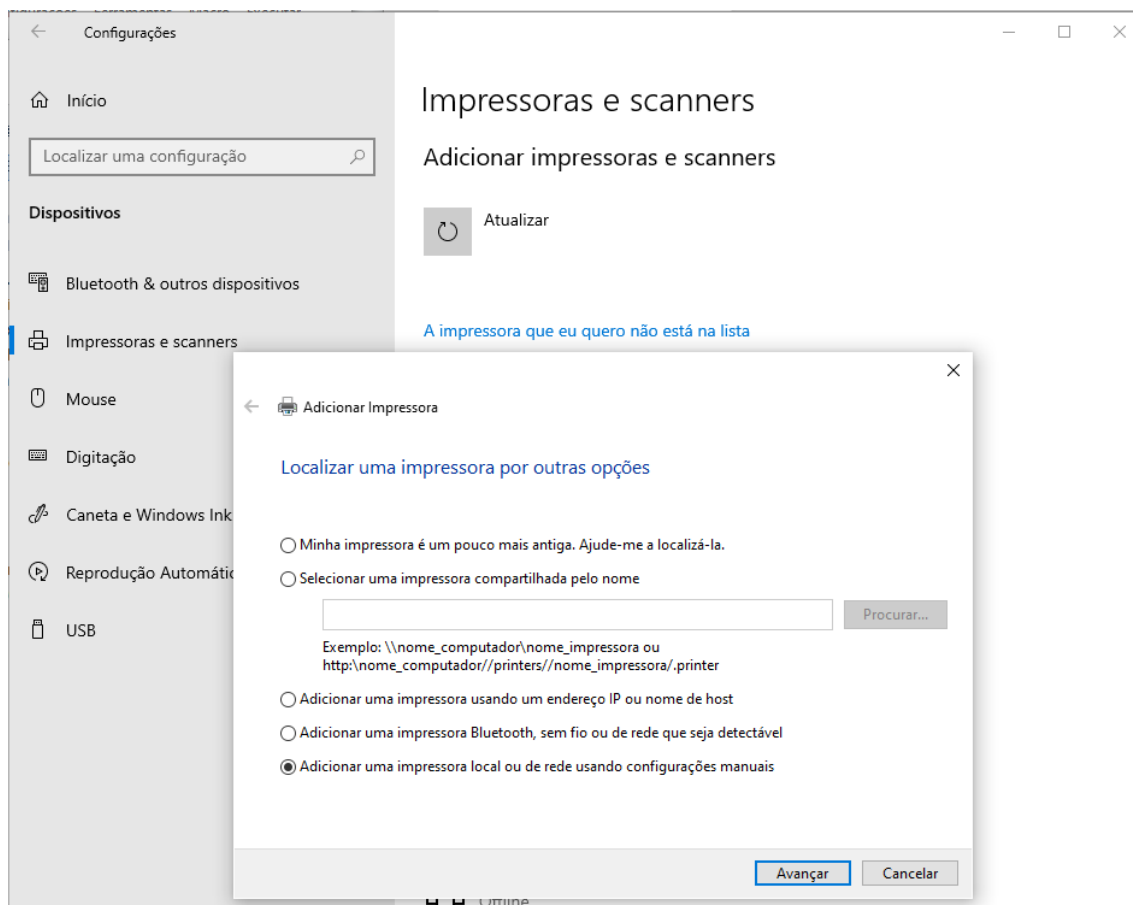 Configurações
Início
Localizar uma configuração
Dispositivos
Bluetooth & outros dispositivos
Impressoras e scanners
Mouse
Digitação
Caneta e Windows Ink
Reprodução Automátic
USB
Impressoras e scanners
Adicionar impressoras e scanners
Atualizar
A impressora que eu quero não está na lista
Adicionar Impressora
Localizar uma impressora por outras opções
Minha impressora é um pouco mais antiga. Ajude-me a localizá-la.
Selecionar uma impressora compartilhada pelo nome
Procurar...
Exemplo: \\nome_computador\nome_impressora ou
http:\nome_computador//printers//nome_impressora/.printer
Adicionar uma impressora usando um endereço IP ou nome de host
Adicionar uma impressora Bluetooth, sem fio ou de rede que seja detectável
Adicionar uma impressora local ou de rede usando configurações manuais
Avançar
Cancelar
Offline